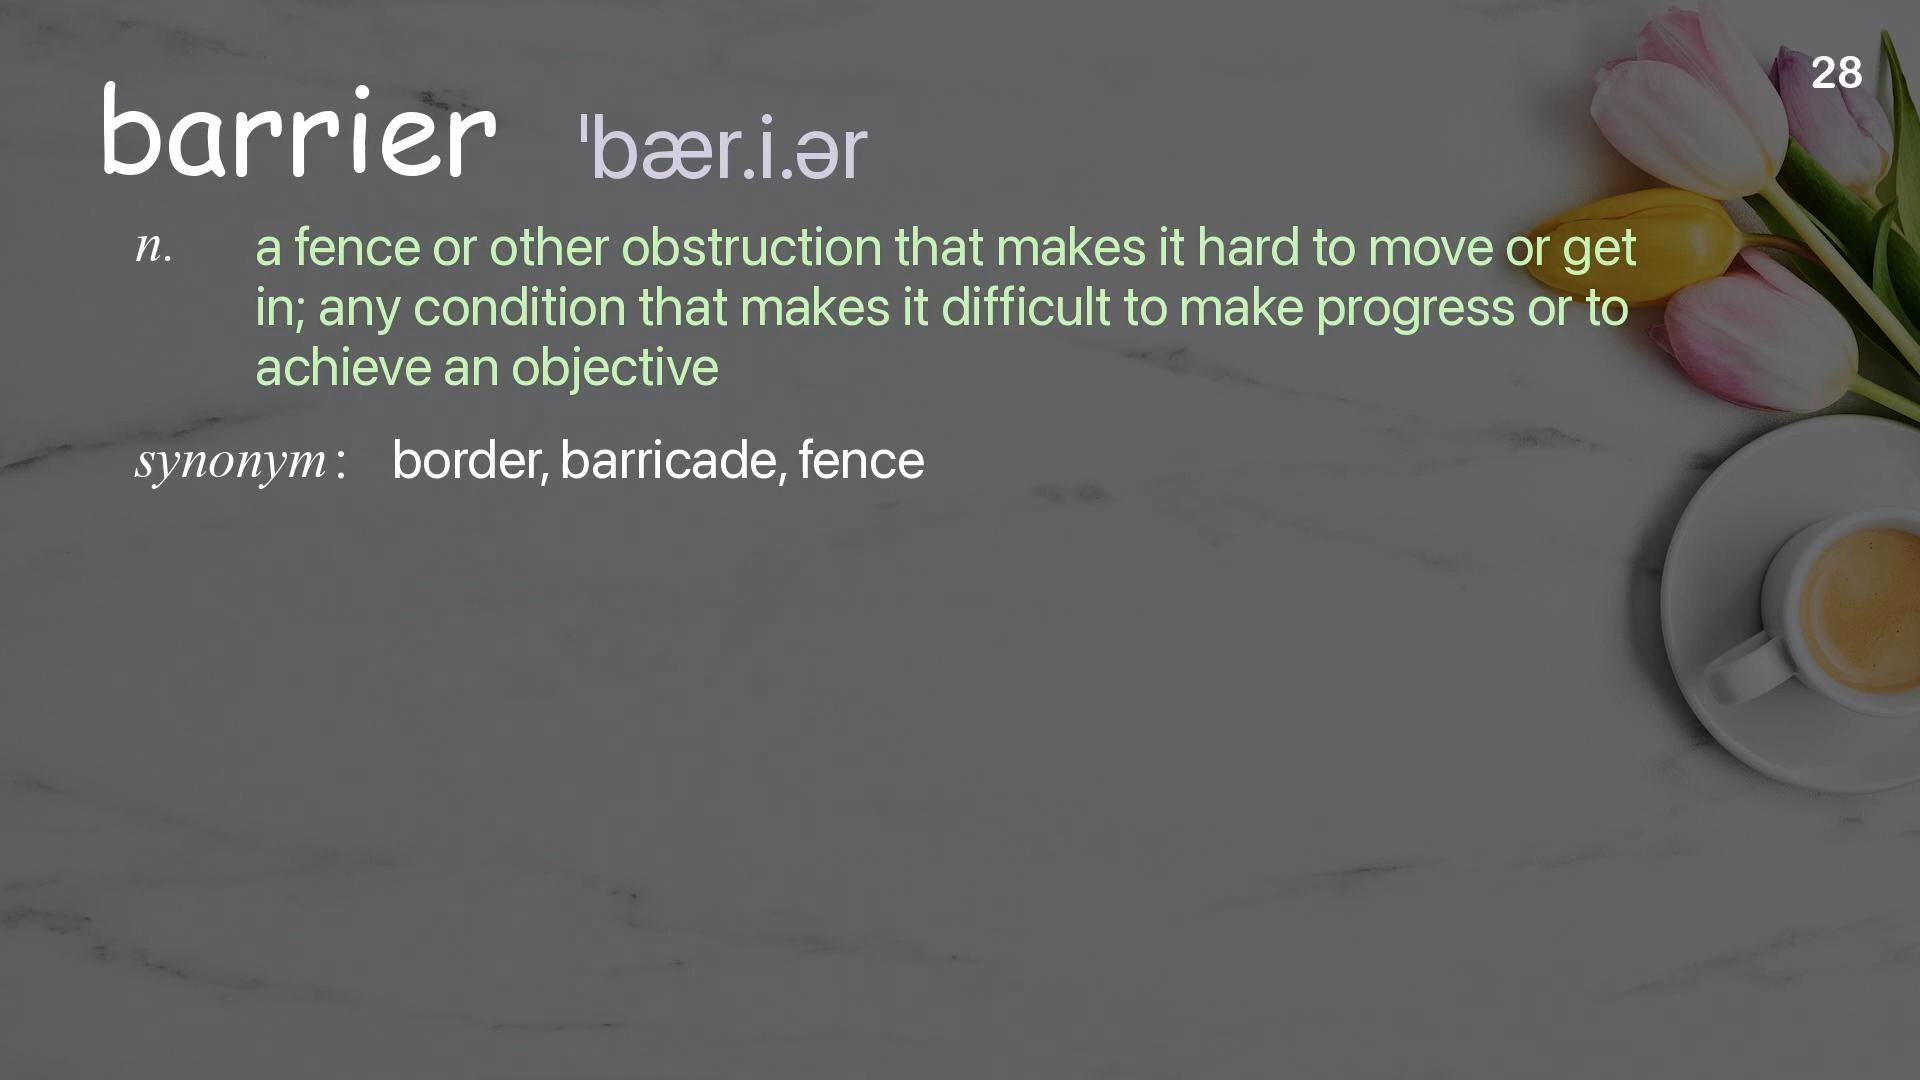 28
barrier ˈbær.i.ər
n. a fence or other obstruction that makes it hard to move or get
in; any condition that makes it difficult to make progress or to
achieve an objective
synonym: border, barricade, fence